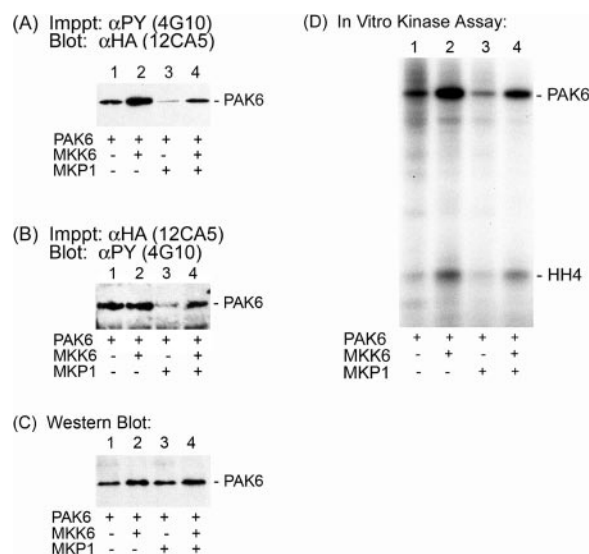 (A) Imppt: αPY (4G10)
Blot: αHA (12CA5)
1 2 3 4
- PAK6
PAK6 + + + +
MKK6 - + - +
MKP1 - - + +
(B) Imppt: αHA (12CA5)
Blot: αPY (4G10)
1 2 3 4
- PAK6
PAK6 + + + +
MKK6 - + - +
MKP1 - - + +
(C) Western Blot:
1 2 3 4
- PAK6
PAK6 + + + +
MKK6 - + - +
MKP1 - - + +
(D) In Vitro Kinase Assay:
1 2 3 4
- PAK6
- HH4
PAK6 + + + +
MKK6 - + - +
MKP1 - - + +